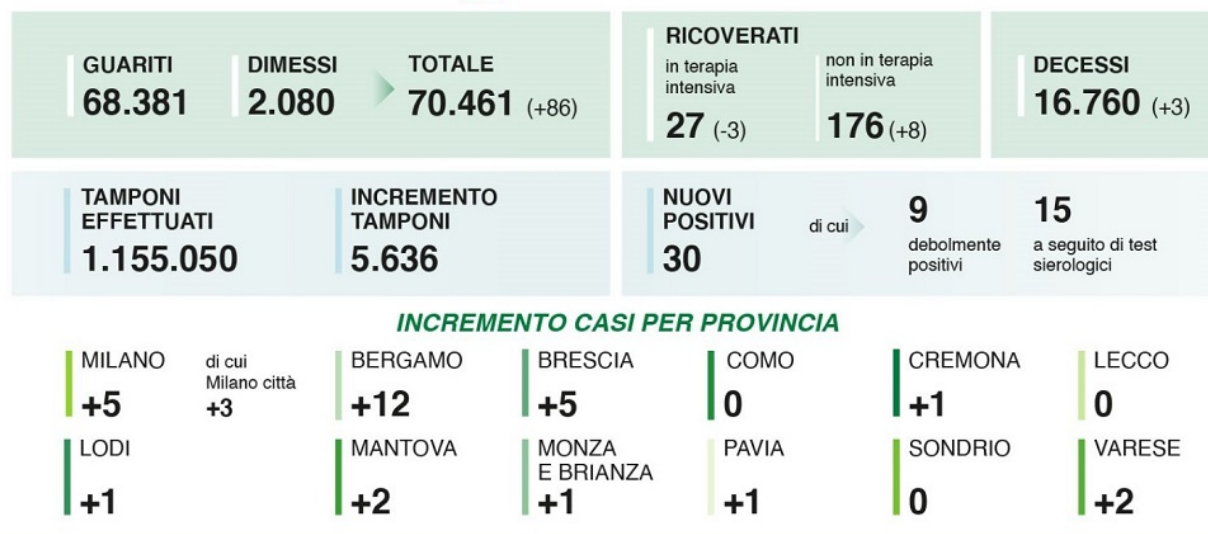 GUARITI
68.381
DIMESSI
2.080
TOTALE
70.461 (+86)
RICOVERATI
in terapia
intensiva
27 (-3)
non in terapia
intensiva
176 (+8)
DECESSI
16.760 (+3)
TAMPONI
EFFETTUATI
1.155.050
INCREMENTO
TAMPONI
5.636
NUOVI
POSITIVI
30
di cui
9
debolmente
positivi
15
a seguito di test
sierologici
INCREMENTO CASI PER PROVINCIA
MILANO
+5
di cui
Milano città
+3
BERGAMO
+12
BRESCIA
+5
COMO
0
CREMONA
+1
LECCO
0
LODI
+1
MANTOVA
+2
MONZA
E BRIANZA
+1
PAVIA
+1
SONDRIO
0
VARESE
+2